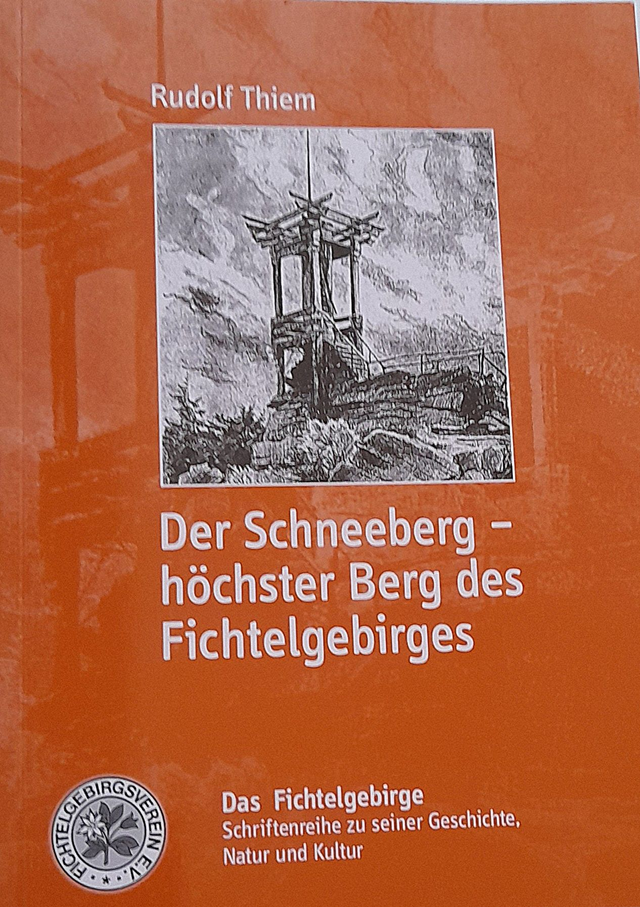 Rudolf Thiem
Der Schneeberg –
höchster Berg des
Fichtelgebirges
Das Fichtelgebirge
Schriftenreihe zu seiner Geschichte,
Natur und Kultur
FICHTELGEBIRGSVEREIN E.V.